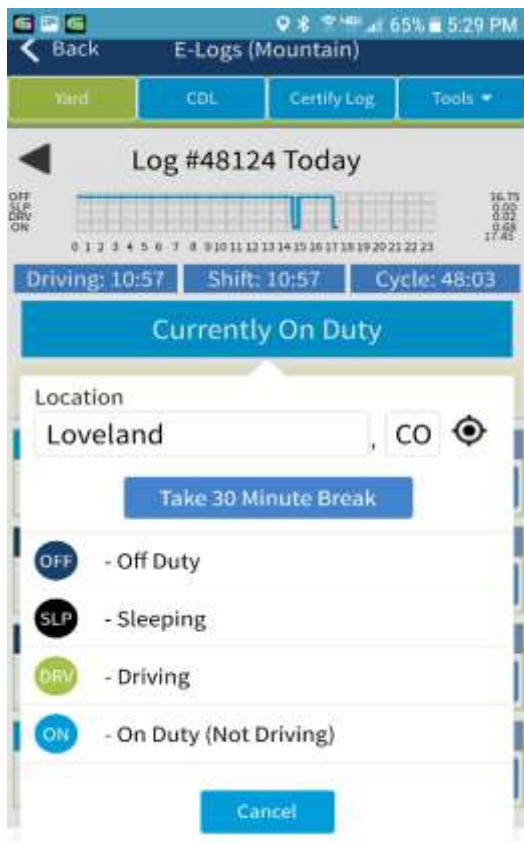 65% 5:29 PM
Back E-Logs (Mountain)
Yard CDL Certify Log Tools
Log #48124 Today
OFF 16.75
SLP 0.00
DRV 0.02
ON 0.68
17.45
0 1 2 3 4 5 6 7 8 9 10 11 12 13 14 15 16 17 18 19 20 21 22 23
Driving: 10:57 Shift: 10:57 Cycle: 48:03
Currently On Duty
Location
Loveland , CO
Take 30 Minute Break
OFF - Off Duty
SLP - Sleeping
DRV - Driving
ON - On Duty (Not Driving)
Cancel